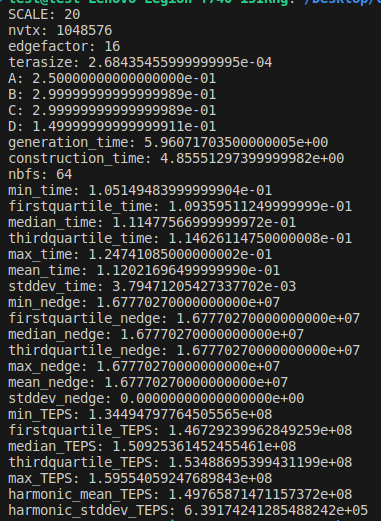 SCALE: 20
nvtx: 1048576
edgefactor: 16
terasize: 2.68435455999999995e-04
A: 2.50000000000000000e-01
B: 2.99999999999999989e-01
C: 2.99999999999999989e-01
D: 1.49999999999999911e-01
generation_time: 5.96071703500000005e+00
construction_time: 4.85551297399999982e+00
nbfs: 64
min_time: 1.05149483999999904e-01
firstquartile_time: 1.09359511249999999e-01
median_time: 1.11477566999999972e-01
thirdquartile_time: 1.14626114750000008e-01
max_time: 1.24741085000000002e-01
mean_time: 1.12021696499999990e-01
stddev_time: 3.79471205427337702e-03
min_nedge: 1.67770270000000000e+07
firstquartile_nedge: 1.67770270000000000e+07
median_nedge: 1.67770270000000000e+07
thirdquartile_nedge: 1.67770270000000000e+07
max_nedge: 1.67770270000000000e+07
mean_nedge: 1.67770270000000000e+07
stddev_nedge: 0.00000000000000000e+00
min_TEPS: 1.34494797764505565e+08
firstquartile_TEPS: 1.46729239962849259e+08
median_TEPS: 1.50925361452455461e+08
thirdquartile_TEPS: 1.53488695399431199e+08
max_TEPS: 1.59554059247689843e+08
harmonic_mean_TEPS: 1.49765871471157372e+08
harmonic_stddev_TEPS: 6.39174241285488242e+05